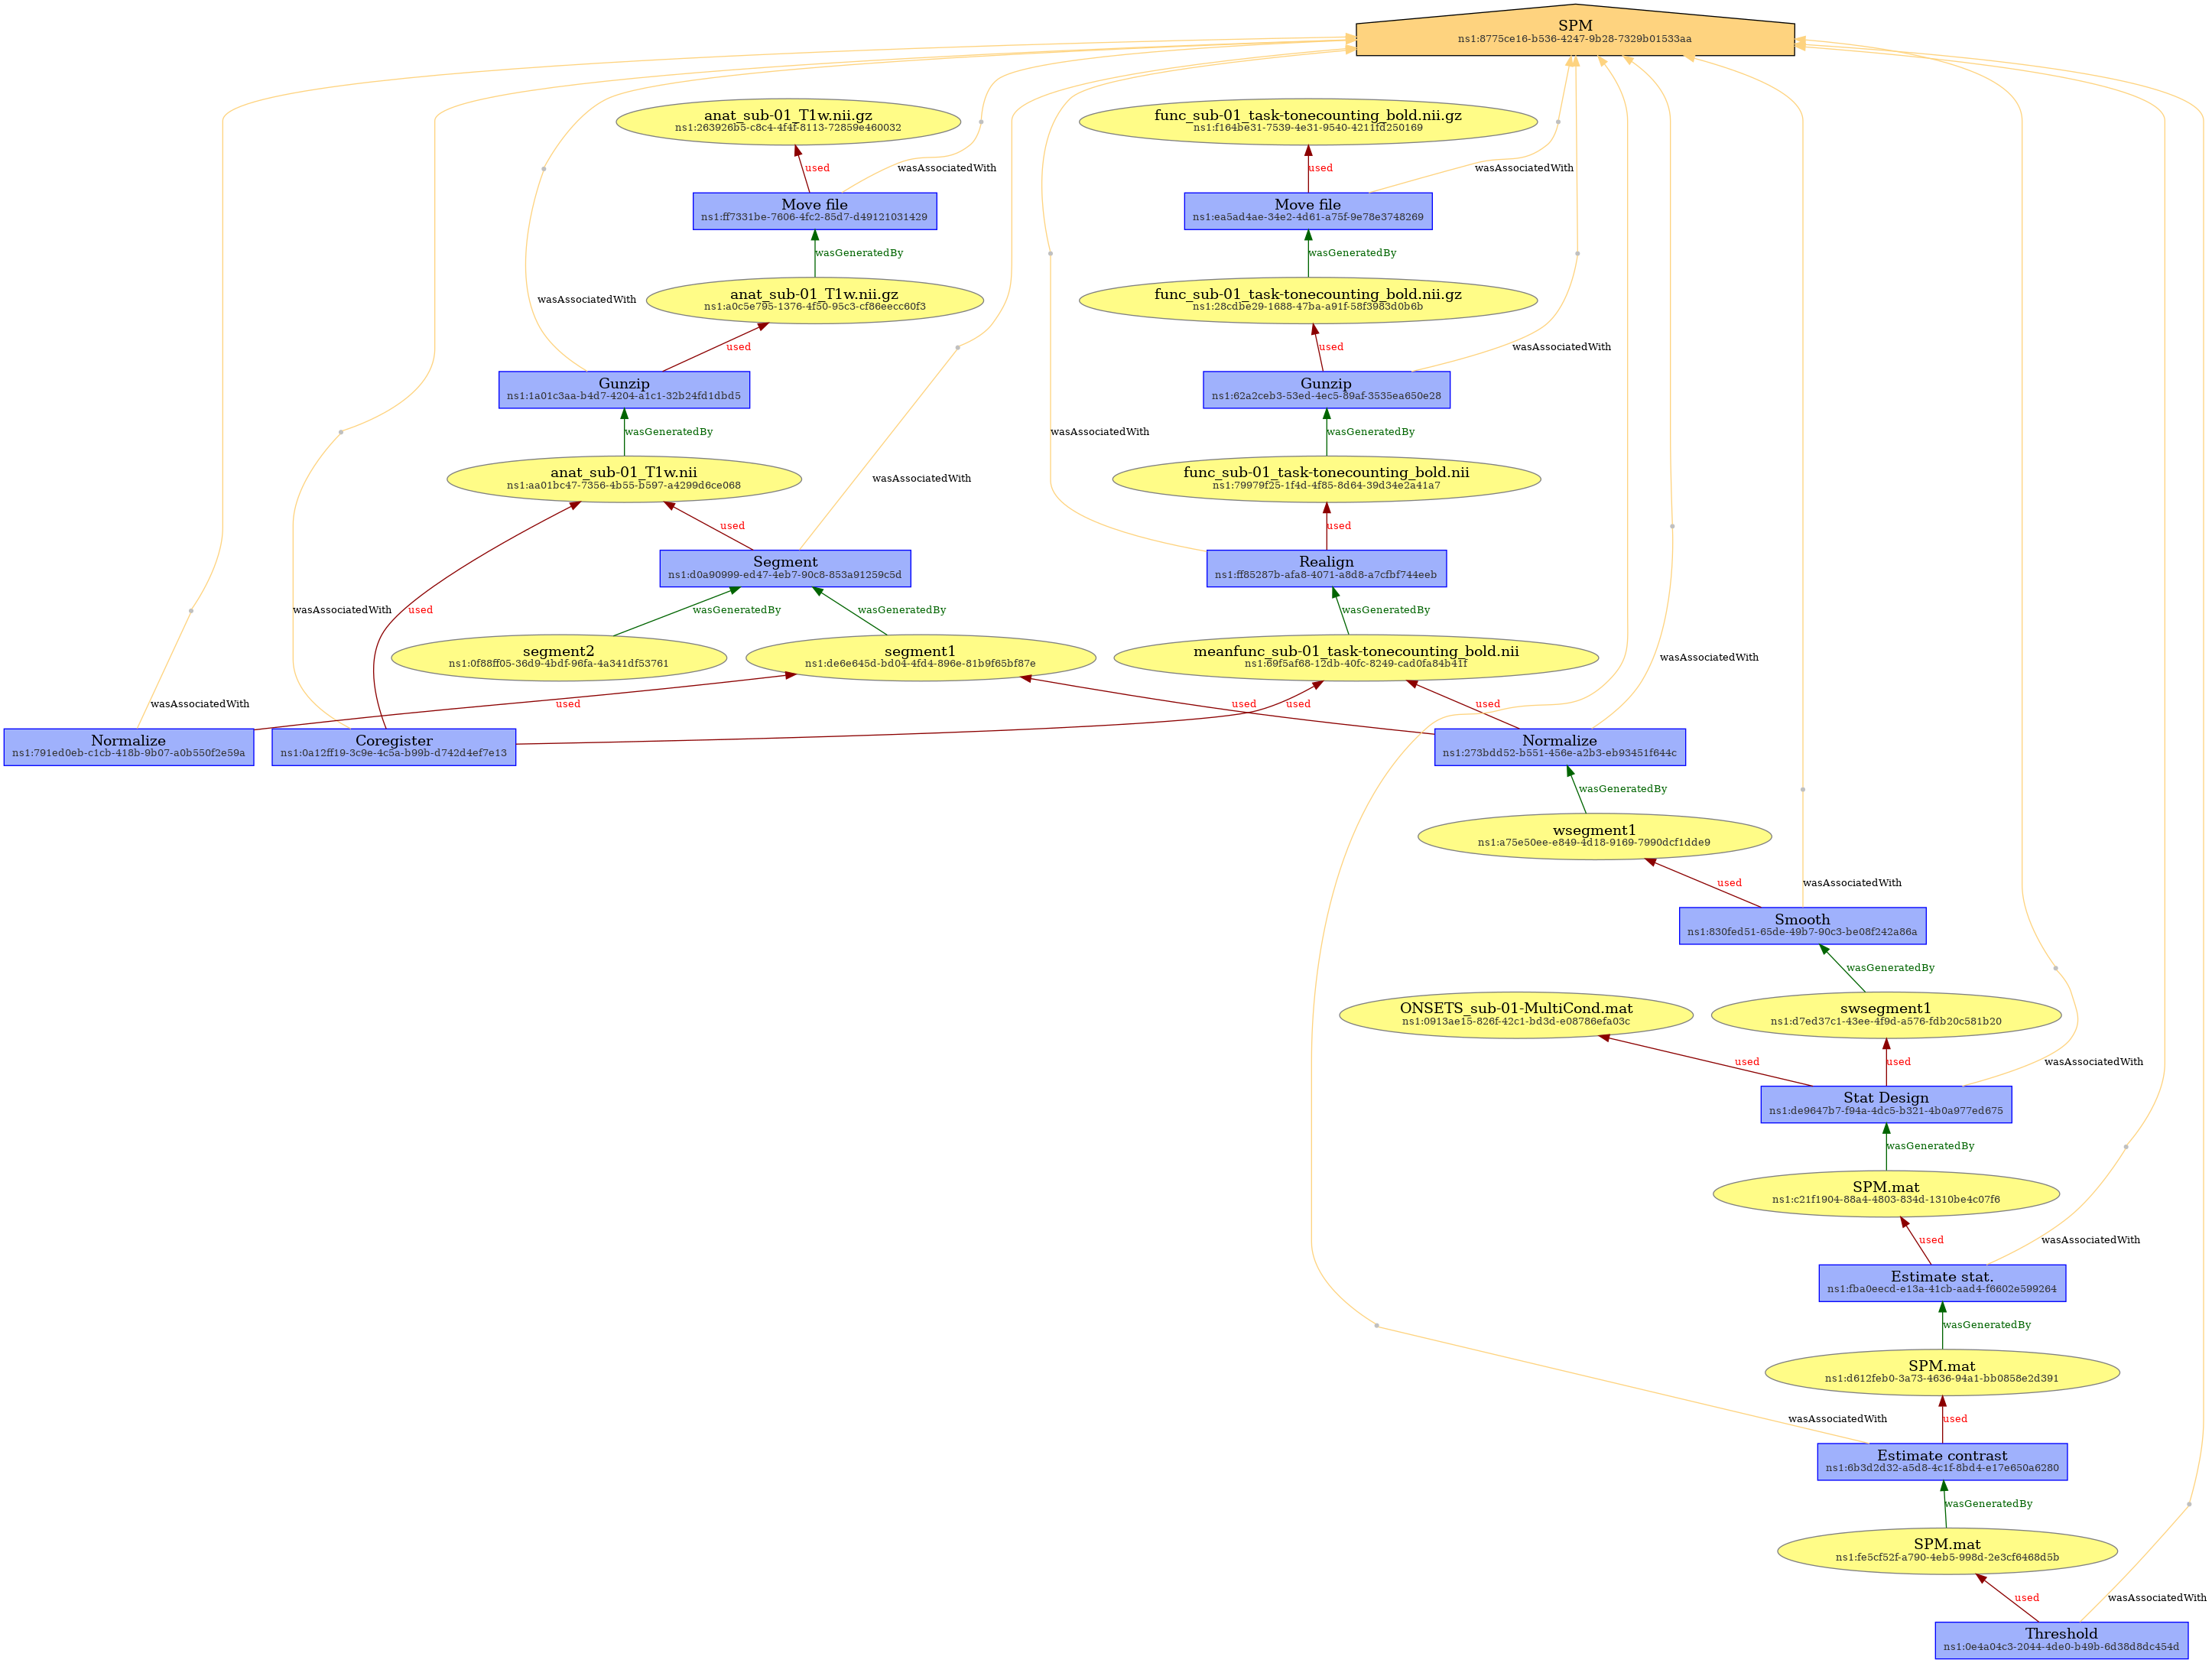 SPM
ns1:8775ce16-b536-4247-9b28-7329b01533aa
anat_sub-01_T1w.nii.gz
ns1:263926b5-c8c4-4f4f-8113-72859e460032
func_sub-01_task-tonecounting_bold.nii.gz
ns1:f164be31-7539-4e31-9540-4211fd250169
used
wasAssociatedWith
used
wasAssociatedWith
Move file
ns1:ff7331be-7606-4fc2-85d7-d49121031429
Move file
ns1:ea5ad4ae-34e2-4d61-a75f-9e78e3748269
wasGeneratedBy
wasGeneratedBy
wasAssociatedWith
anat_sub-01_T1w.nii.gz
ns1:a0c5e795-1376-4f50-95c3-cf86eecc60f3
func_sub-01_task-tonecounting_bold.nii.gz
ns1:28cdbe29-1688-47ba-a91f-58f3983d0b6b
used
used
wasAssociatedWith
Gunzip
ns1:1a01c3aa-b4d7-4204-a1c1-32b24fd1dbd5
Gunzip
ns1:62a2ceb3-53ed-4ec5-89af-3535ea650e28
wasGeneratedBy
wasAssociatedWith
wasGeneratedBy
anat_sub-01_T1w.nii
ns1:aa01bc47-7356-4b55-b597-a4299d6ce068
wasAssociatedWith
func_sub-01_task-tonecounting_bold.nii
ns1:79979f25-1f4d-4f85-8d64-39d34e2a41a7
used
used
Segment
ns1:d0a90999-ed47-4eb7-90c8-853a91259c5d
Realign
ns1:ff85287b-afa8-4071-a8d8-a7cfbf744eeb
wasAssociatedWith
used
wasGeneratedBy
wasGeneratedBy
wasGeneratedBy
segment2
ns1:0f88ff05-36d9-4bdf-96fa-4a341df53761
segment1
ns1:de6e645d-bd04-4fd4-896e-81b9f65bf87e
meanfunc_sub-01_task-tonecounting_bold.nii
ns1:69f5af68-12db-40fc-8249-cad0fa84b41f
wasAssociatedWith
wasAssociatedWith
used
used
used
used
Normalize
ns1:791ed0eb-c1cb-418b-9b07-a0b550f2e59a
Coregister
ns1:0a12ff19-3c9e-4c5a-b99b-d742d4ef7e13
Normalize
ns1:273bdd52-b551-456e-a2b3-eb93451f644c
wasGeneratedBy
wsegment1
ns1:a75e50ee-e849-4d18-9169-7990dcf1dde9
used
wasAssociatedWith
Smooth
ns1:830fed51-65de-49b7-90c3-be08f242a86a
wasGeneratedBy
ONSETS_sub-01-MultiCond.mat
ns1:0913ae15-826f-42c1-bd3d-e08786efa03c
swsegment1
ns1:d7ed37c1-43ee-4f9d-a576-fdb20c581b20
used
used
wasAssociatedWith
Stat Design
ns1:de9647b7-f94a-4dc5-b321-4b0a977ed675
wasGeneratedBy
SPM.mat
ns1:c21f1904-88a4-4803-834d-1310be4c07f6
used
wasAssociatedWith
Estimate stat.
ns1:fba0eecd-e13a-41cb-aad4-f6602e599264
wasGeneratedBy
SPM.mat
ns1:d612feb0-3a73-4636-94a1-bb0858e2d391
wasAssociatedWith
used
Estimate contrast
ns1:6b3d2d32-a5d8-4c1f-8bd4-e17e650a6280
wasGeneratedBy
SPM.mat
ns1:fe5cf52f-a790-4eb5-998d-2e3cf6468d5b
used
wasAssociatedWith
Threshold
ns1:0e4a04c3-2044-4de0-b49b-6d38d8dc454d